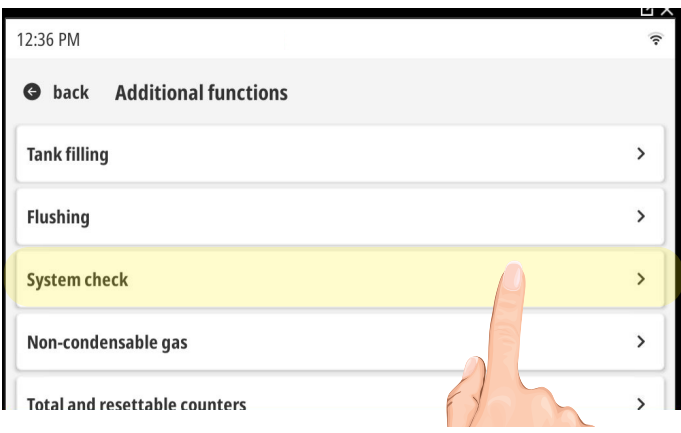 12:36 PM
back Additional functions
Tank filling
Flushing
System check
Non-condensable gas
Total and resettable counters